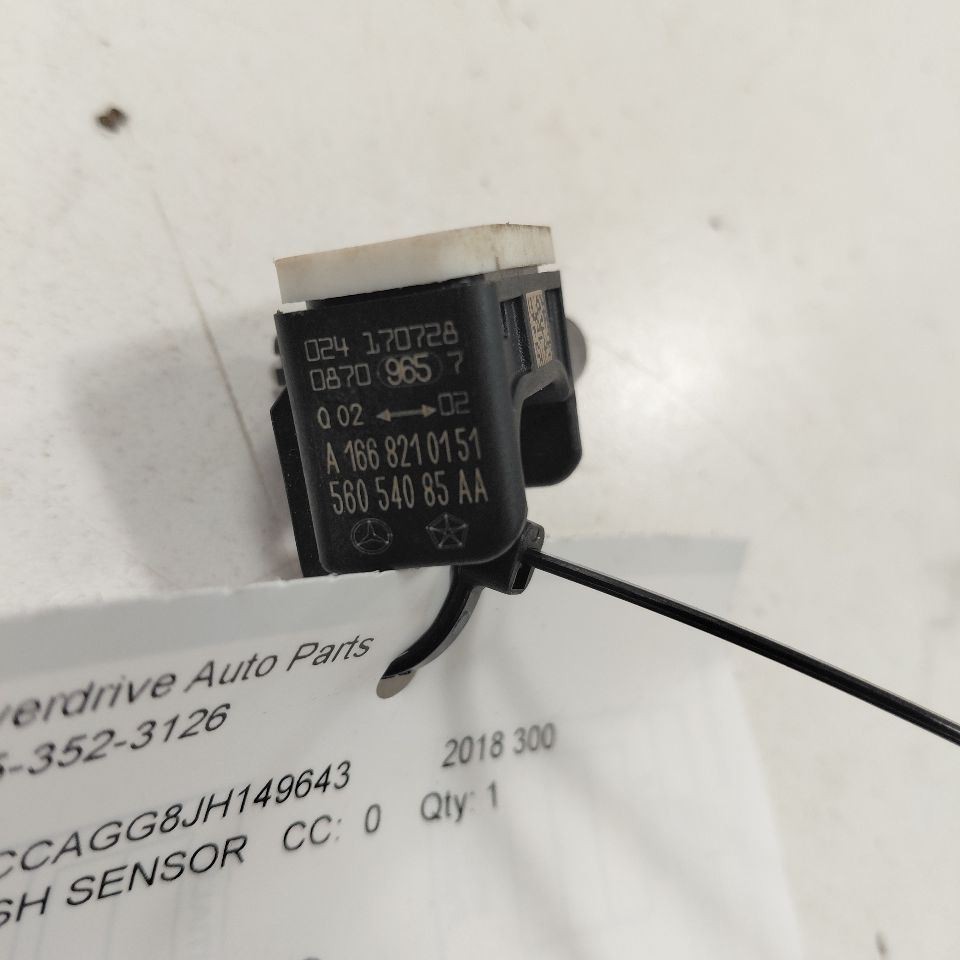 024 170728
0870 965 7
Q 02 ↔ 02
A 166 821 01 51
560 540 85 AA
verdrive Auto Parts
-352-3126
CCAGG8JH149643 2018 300
SH SENSOR CC: 0 Qty: 1